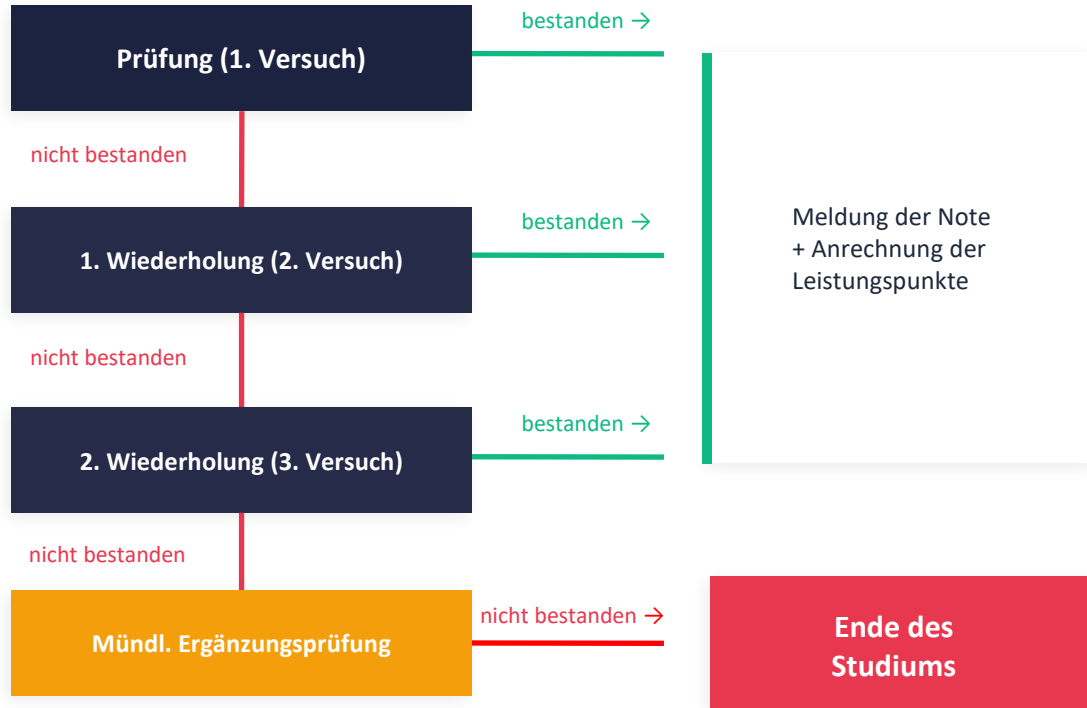 bestanden →
Prüfung (1. Versuch)
nicht bestanden
bestanden →
1. Wiederholung (2. Versuch)
Meldung der Note
+ Anrechnung der
Leistungspunkte
nicht bestanden
bestanden →
2. Wiederholung (3. Versuch)
nicht bestanden
Mündl. Ergänzungsprüfung
nicht bestanden →
Ende des
Studiums